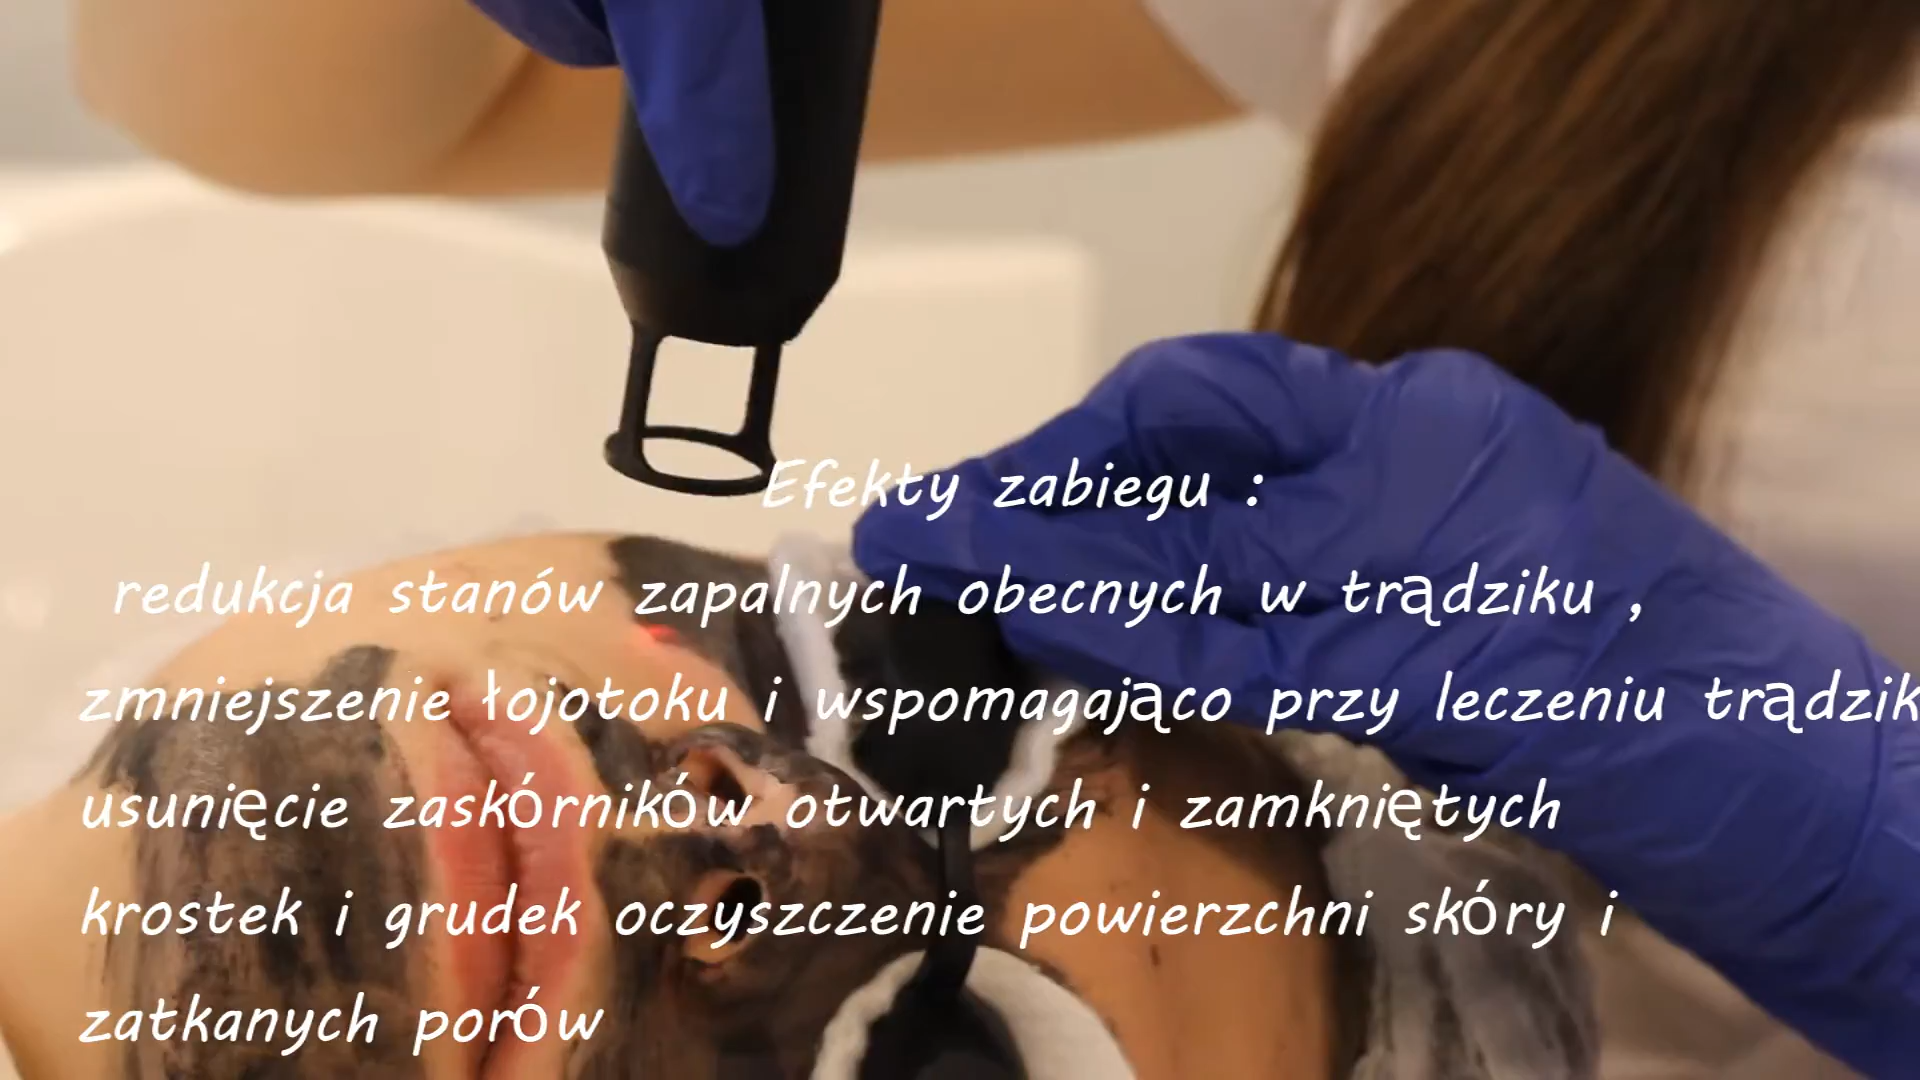 Efekty zabiegu :
redukcja stanów zapalnych obecnych w trądziku ,
zmniejszenie łojotoku i wspomagająco przy leczeniu trądzik
usunięcie zaskórników otwartych i zamkniętych
krostek i grudek oczyszczenie powierzchni skóry i
zatkanych porów